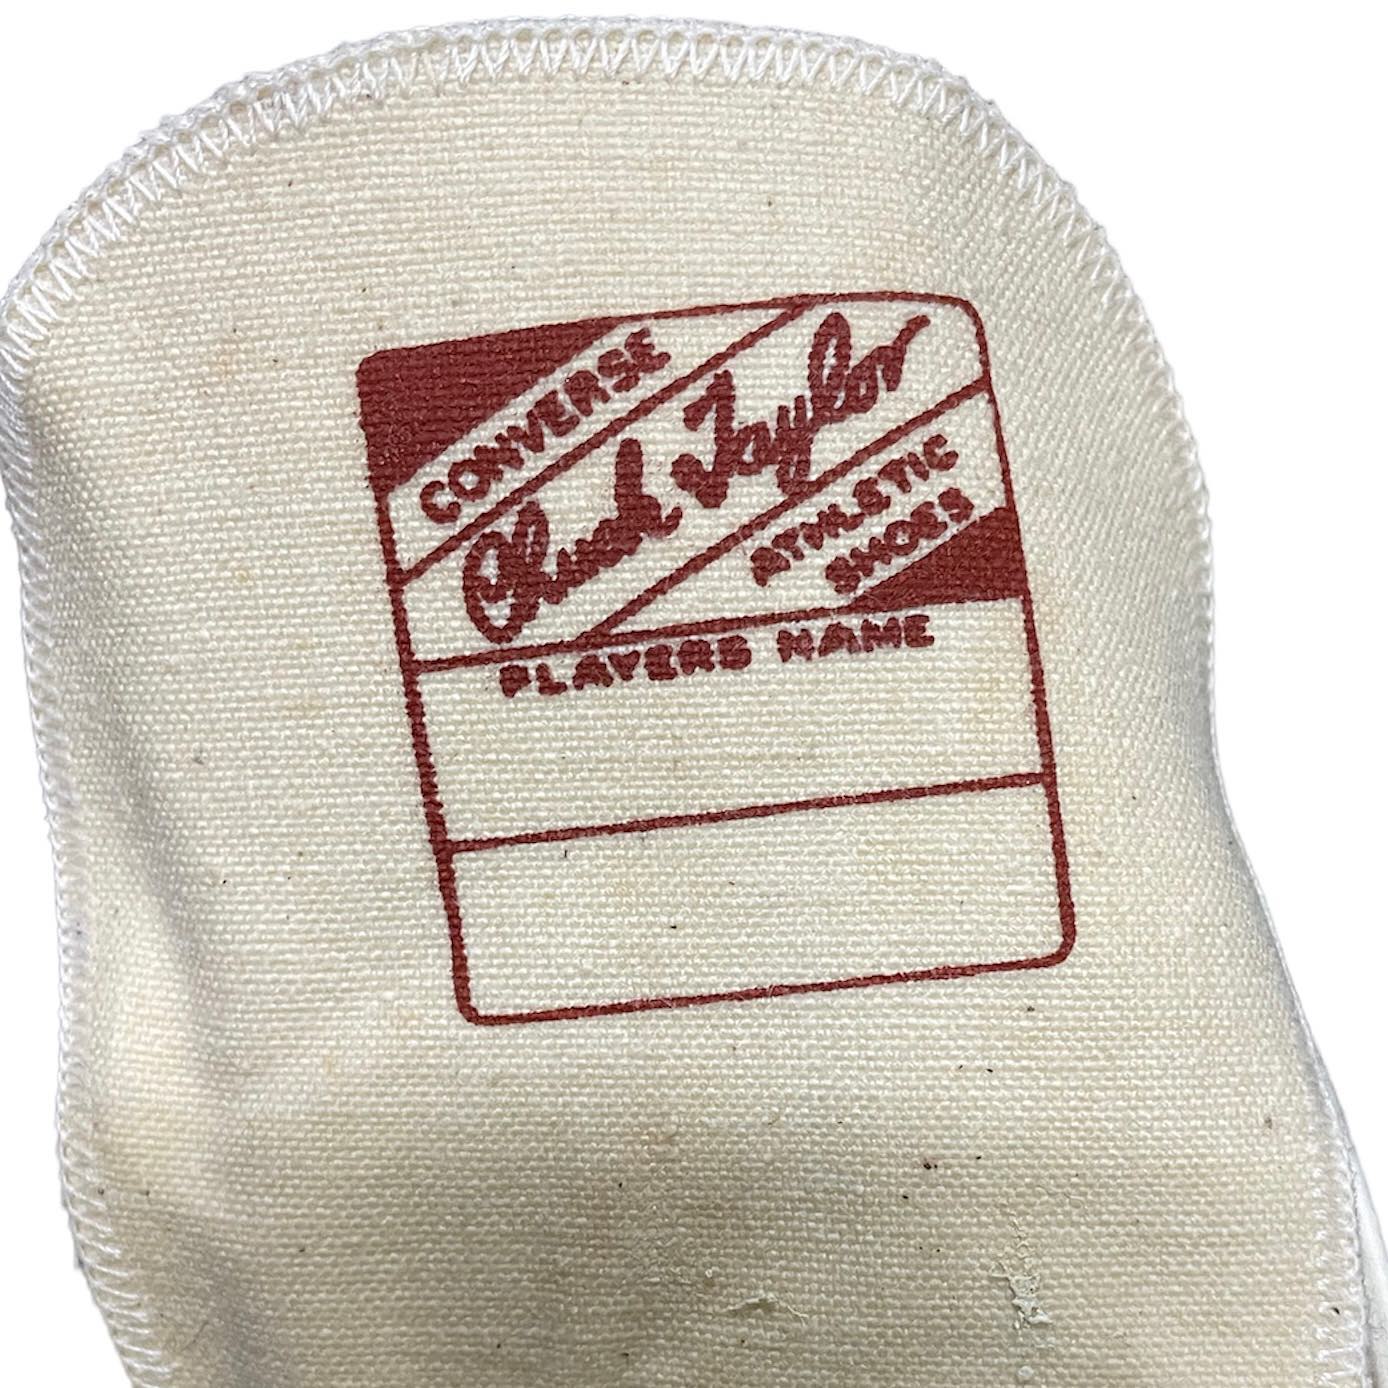 CONVERSE
Chuck Taylor
ATHLETIC
SHOES
PLAYERS NAME